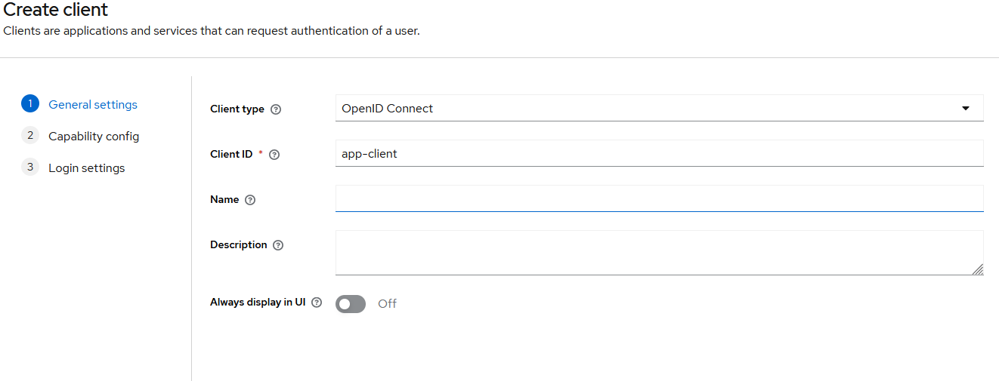 Create client
Clients are applications and services that can request authentication of a user.
1 General settings
2 Capability config
3 Login settings
Client type ?
OpenID Connect
Client ID * ?
app-client
Name ?
Description ?
Always display in UI ?
Off